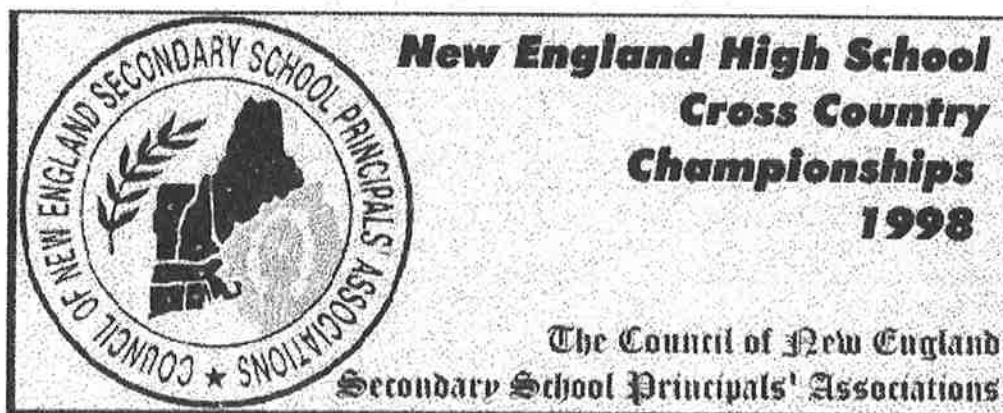 COUNCIL OF NEW ENGLAND SECONDARY SCHOOL PRINCIPALS' ASSOCIATIONS ★
New England High School
Cross Country
Championships
1998
The Council of New England
Secondary School Principals' Associations